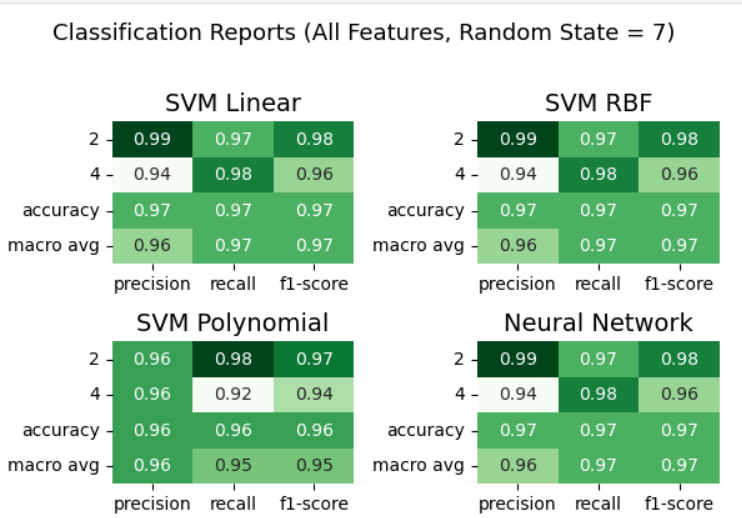 Classification Reports (All Features, Random State = 7)
SVM Linear
2 0.99 0.97 0.98
4 0.94 0.98 0.96
accuracy 0.97 0.97 0.97
macro avg 0.96 0.97 0.97
precision recall f1-score
SVM RBF
2 0.99 0.97 0.98
4 0.94 0.98 0.96
accuracy 0.97 0.97 0.97
macro avg 0.96 0.97 0.97
precision recall f1-score
SVM Polynomial
2 0.96 0.98 0.97
4 0.96 0.92 0.94
accuracy 0.96 0.96 0.96
macro avg 0.96 0.95 0.95
precision recall f1-score
Neural Network
2 0.99 0.97 0.98
4 0.94 0.98 0.96
accuracy 0.97 0.97 0.97
macro avg 0.96 0.97 0.97
precision recall f1-score